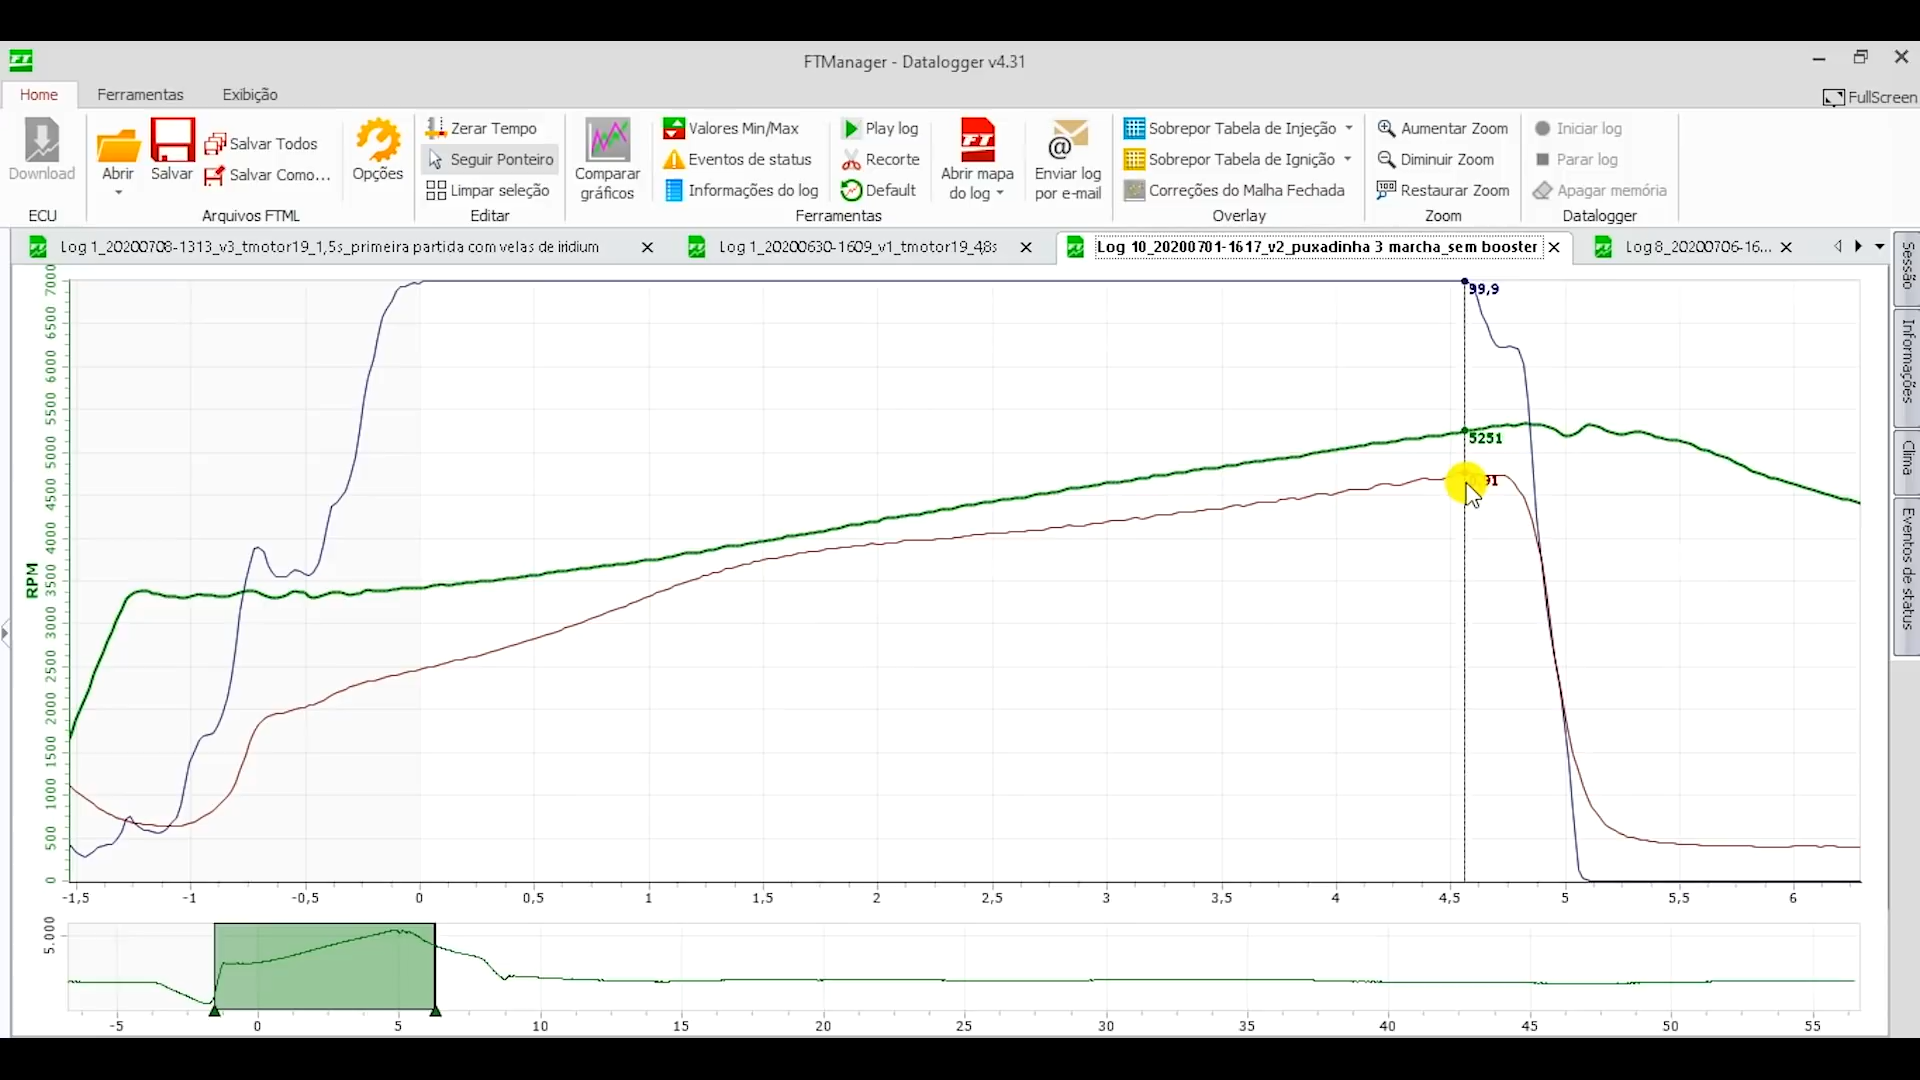 FT
FTManager - Datalogger v4.31
Home Ferramentas Exibição
FullScreen
Download
ECU
Abrir
Salvar
Salvar Todos
Salvar Como...
Arquivos FTML
Opções
Zerar Tempo
Seguir Ponteiro
Limpar seleção
Editar
Comparar
gráficos
Valores Min/Max
Eventos de status
Informações do log
Play log
Recorte
Default
FT
Abrir mapa
do log
@
Enviar log
por e-mail
Ferramentas
Sobrepor Tabela de Injeção
Sobrepor Tabela de Ignição
Correções do Malha Fechada
Overlay
Aumentar Zoom
Diminuir Zoom
100
Restaurar Zoom
Zoom
Iniciar log
Parar log
Apagar memória
Datalogger
Log 1_20200708-1313_v3_tmotor19_1,5s_primeira partida com velas de iridium
Log 1_20200630-1609_v1_tmotor19_4,8s
Log 10_20200701-1617_v2_puxadinha 3 marcha_sem booster
Log 8_20200706-16...
Sessão
Informações
Clima
Eventos de status
RPM
7000
6500
6000
5500
5000
4500
4000
3500
3000
2500
2000
1500
1000
500
0
99,9
5251
-1,5 -1 -0,5 0 0,5 1 1,5 2 2,5 3 3,5 4 4,5 5 5,5 6
5.000
-5 0 5 10 15 20 25 30 35 40 45 50 55